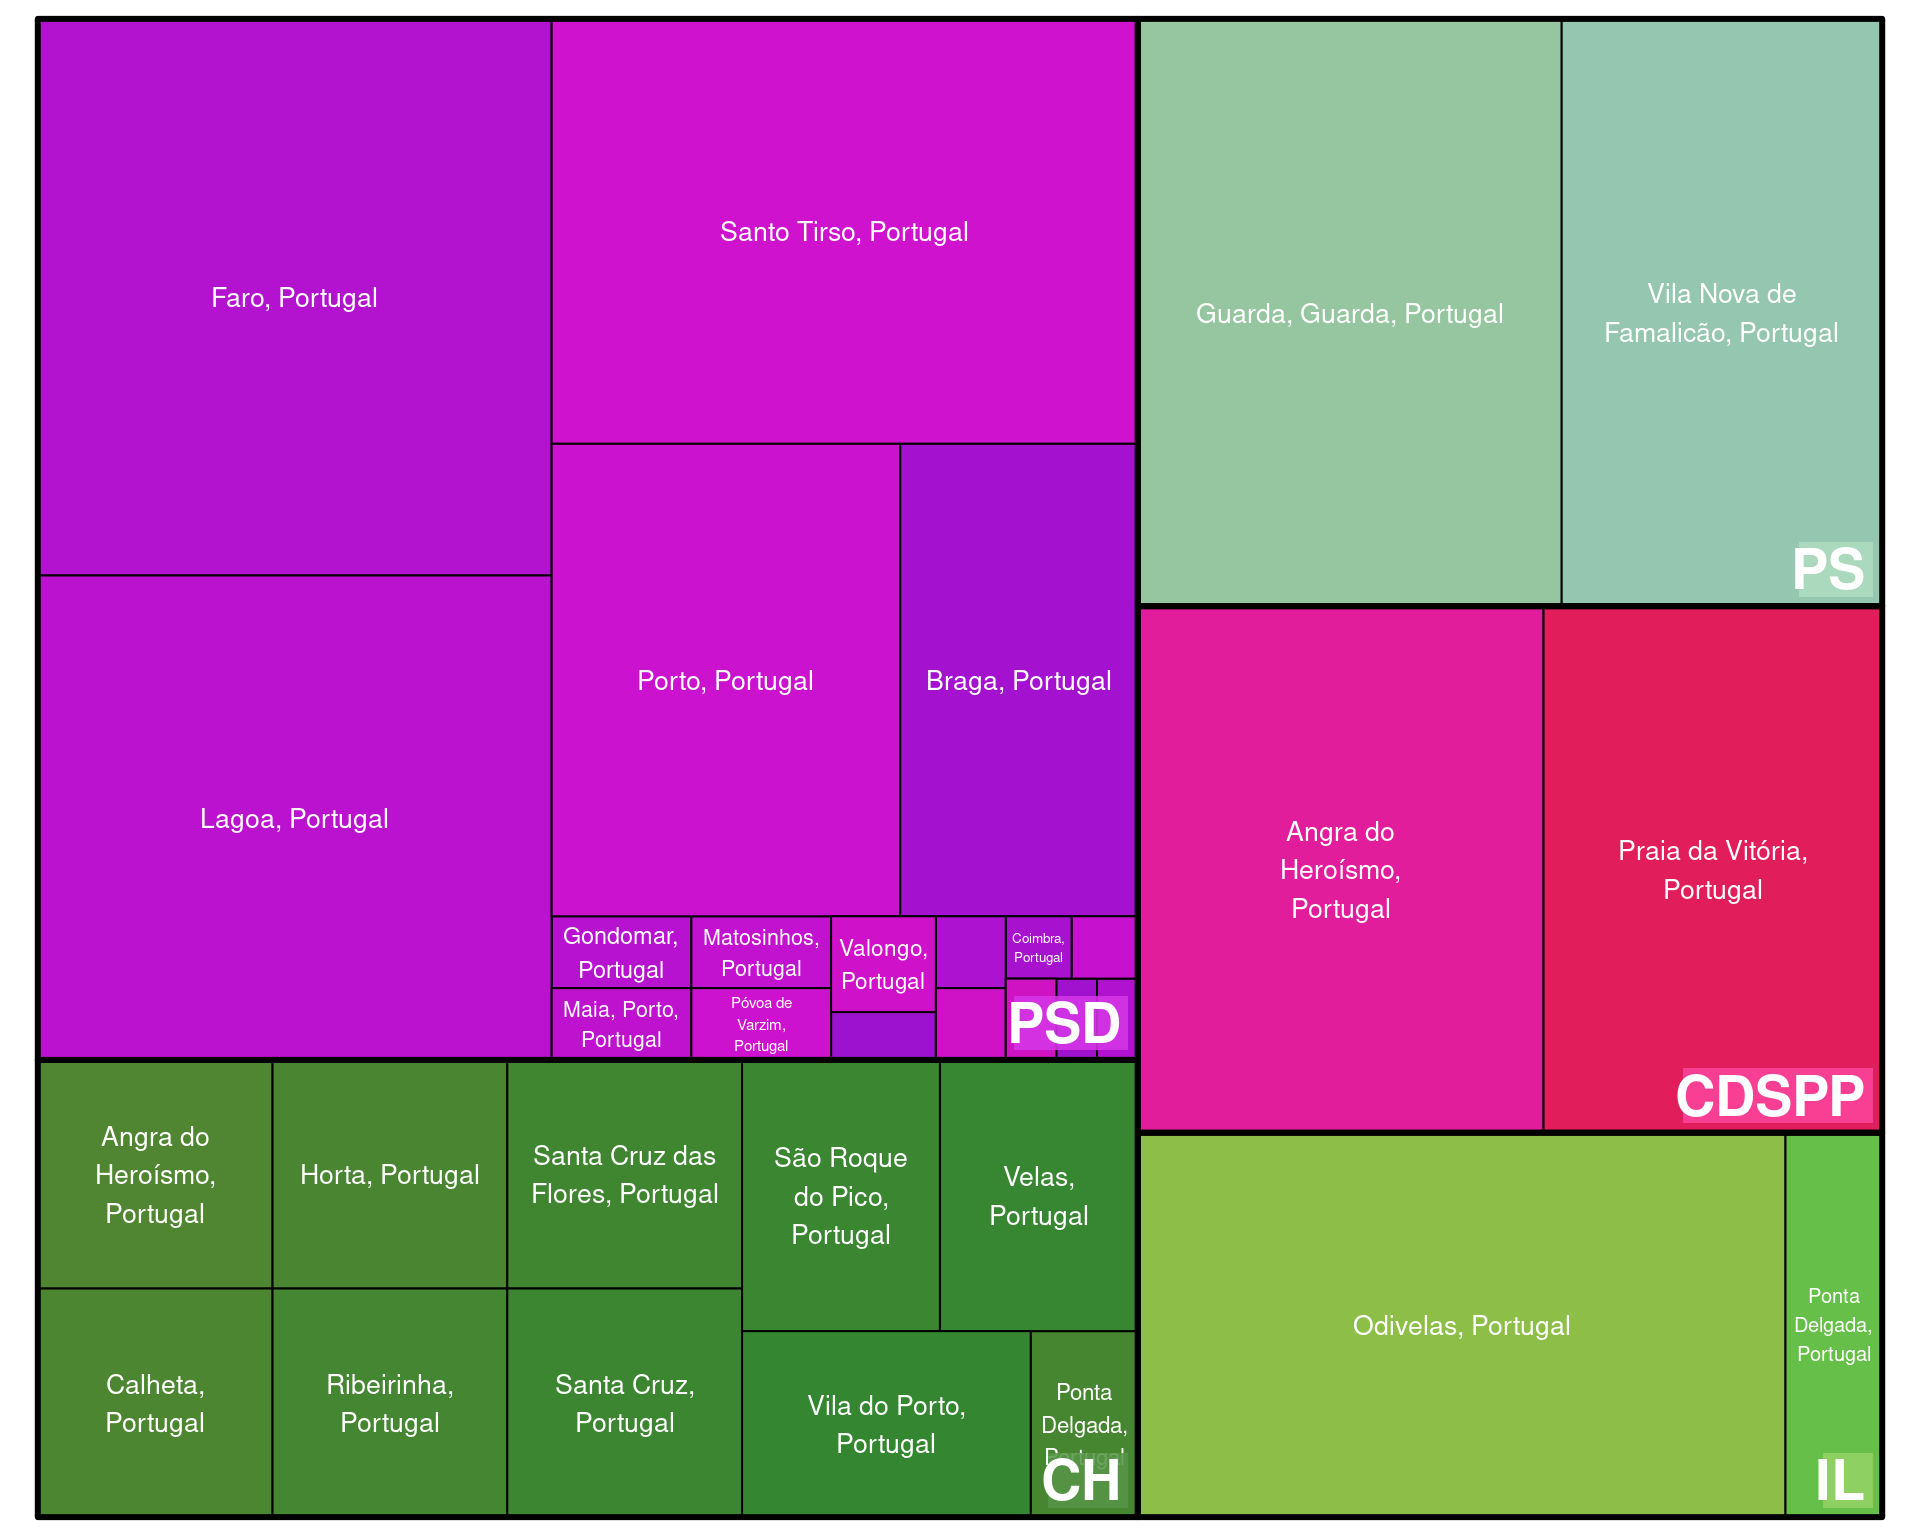 Faro, Portugal
Santo Tirso, Portugal
Lagoa, Portugal
Porto, Portugal
Braga, Portugal
Gondomar,
Portugal
Matosinhos,
Portugal
Valongo,
Portugal
Coimbra,
Portugal
Maia, Porto,
Portugal
Póvoa de
Varzim,
Portugal
PSD
Guarda, Guarda, Portugal
Vila Nova de
Famalicão, Portugal
PS
Angra do
Heroísmo,
Portugal
Praia da Vitória,
Portugal
CDSPP
Angra do
Heroísmo,
Portugal
Horta, Portugal
Santa Cruz das
Flores, Portugal
São Roque
do Pico,
Portugal
Velas,
Portugal
Calheta,
Portugal
Ribeirinha,
Portugal
Santa Cruz,
Portugal
Vila do Porto,
Portugal
Ponta
Delgada,
Portugal
CH
Odivelas, Portugal
Ponta
Delgada,
Portugal
IL